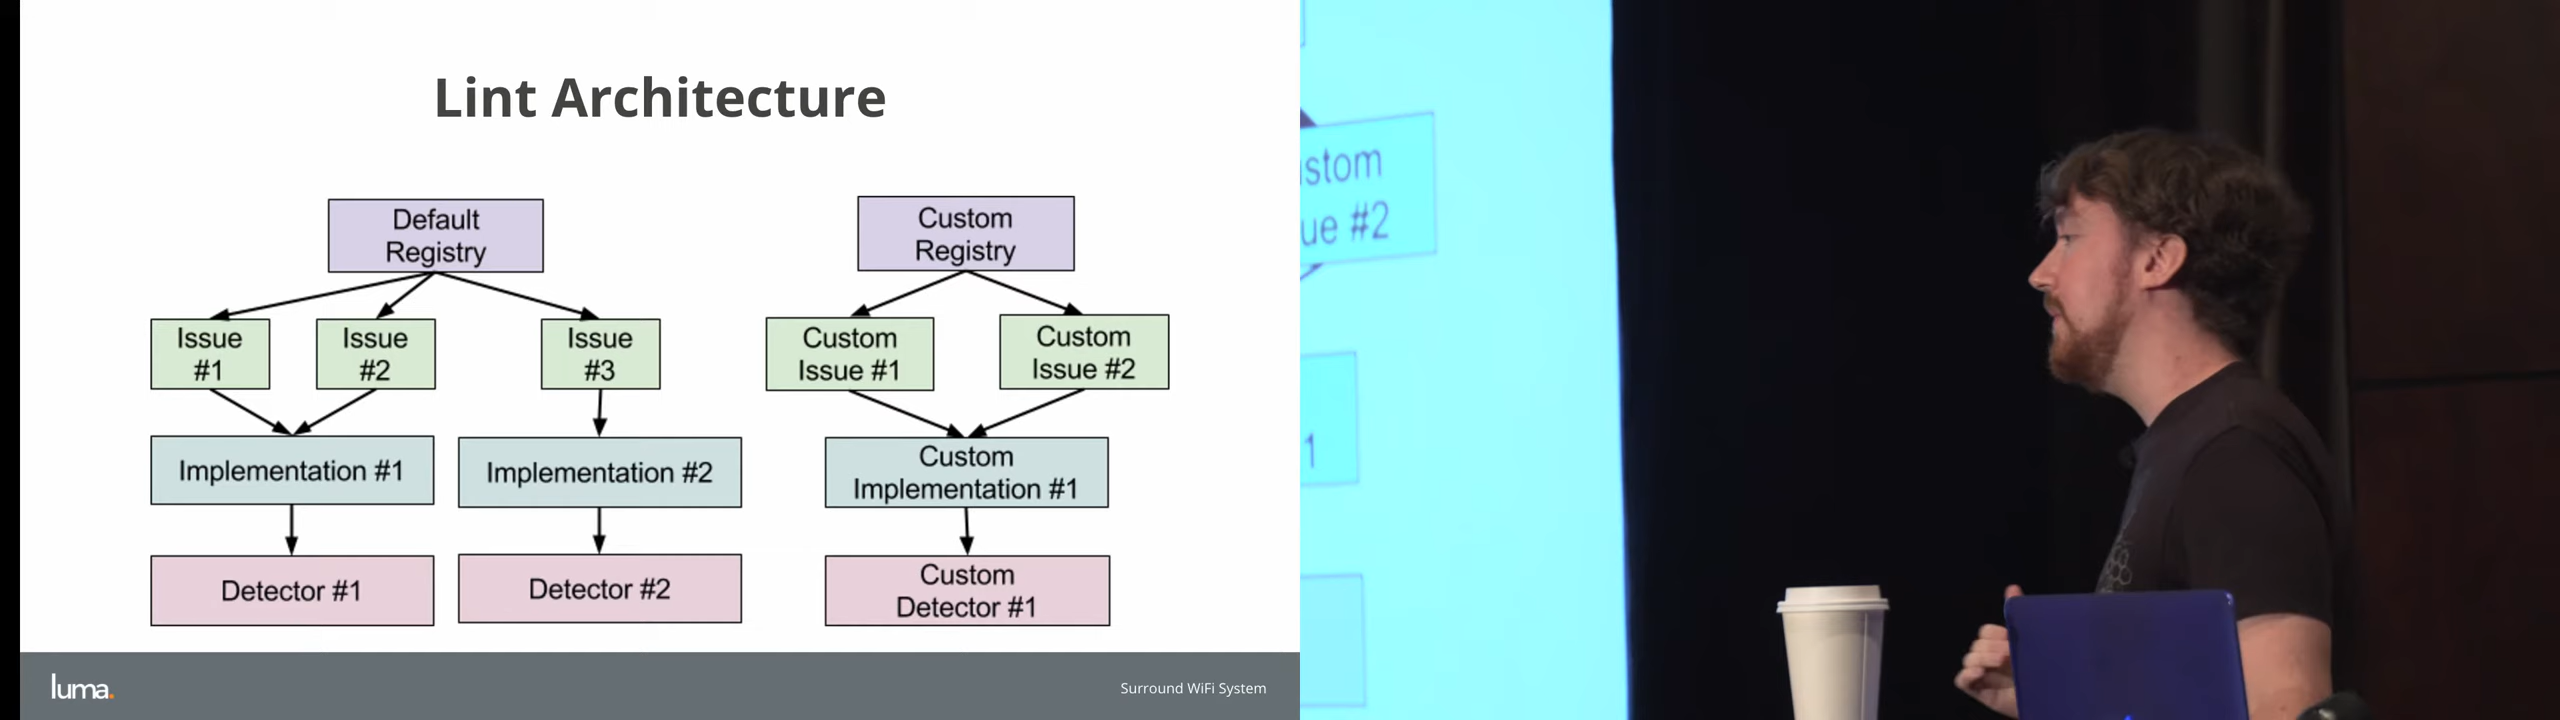 Lint Architecture
Default
Registry
Custom
Registry
Issue
#1
Issue
#2
Issue
#3
Custom
Issue #1
Custom
Issue #2
Implementation #1
Implementation #2
Custom
Implementation #1
Detector #1
Detector #2
Custom
Detector #1
luma.
Surround WiFi System
stom
ue #2
1